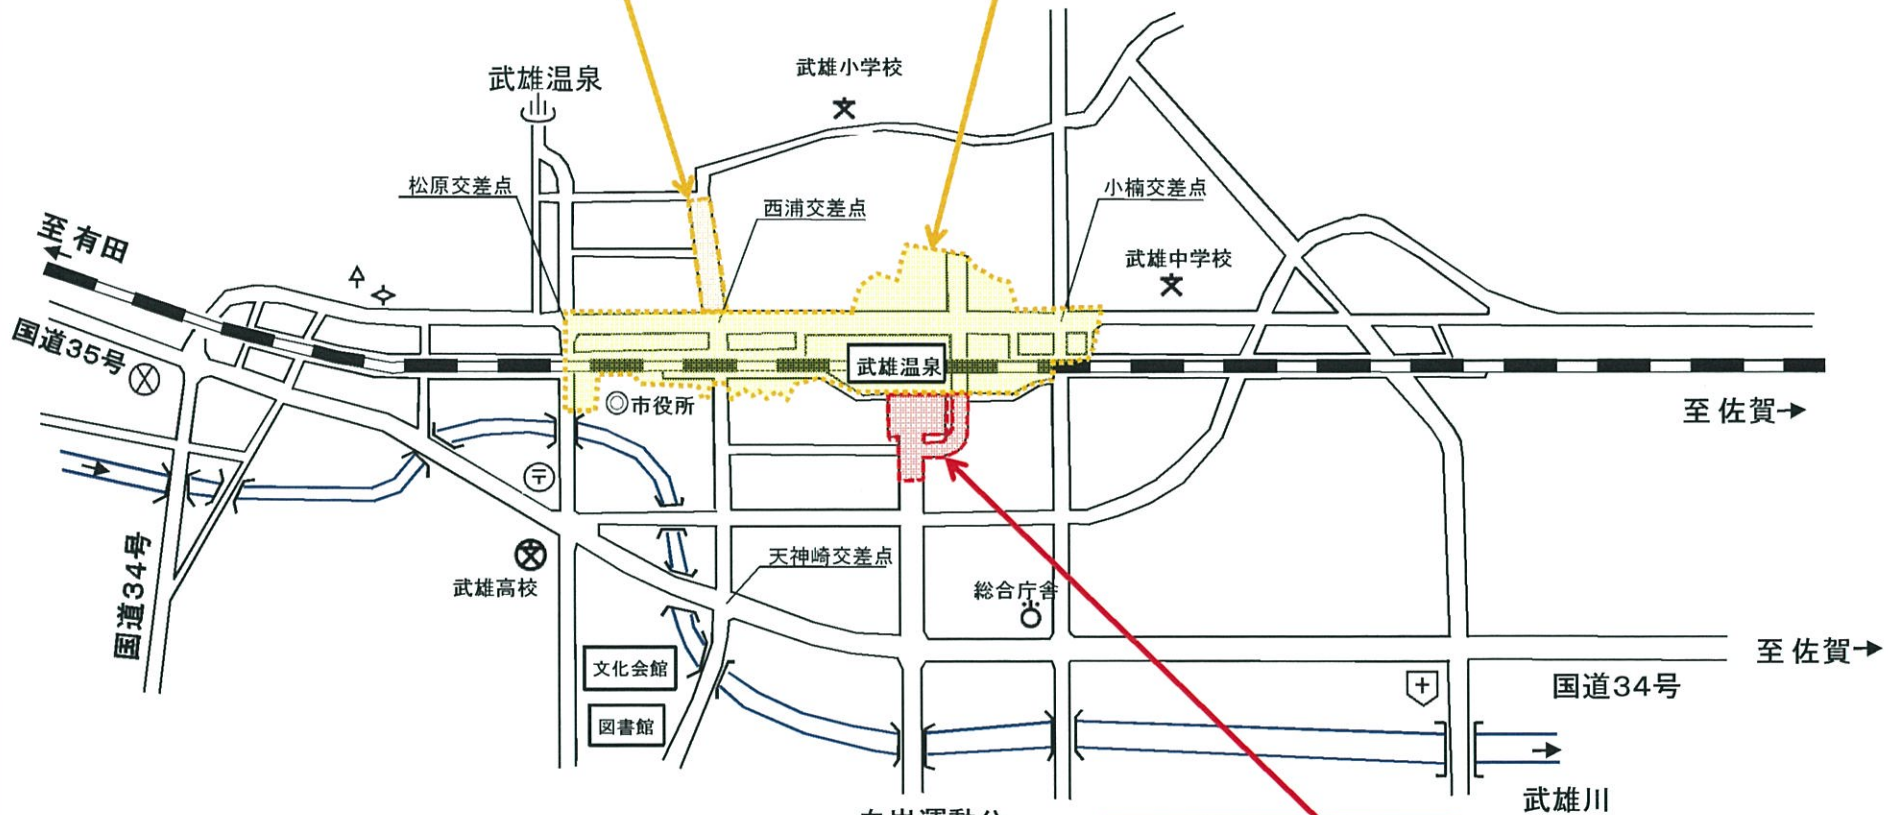 武雄小学校
武雄温泉
松原交差点
小楠交差点
西浦交差点
至 有田
武雄中学校
国道35号
武雄温泉
市役所
至 佐賀
〒
国道34号
天神崎交差点
武雄高校
総合庁舎
文化会館
至 佐賀
国道34号
図書館
武雄川